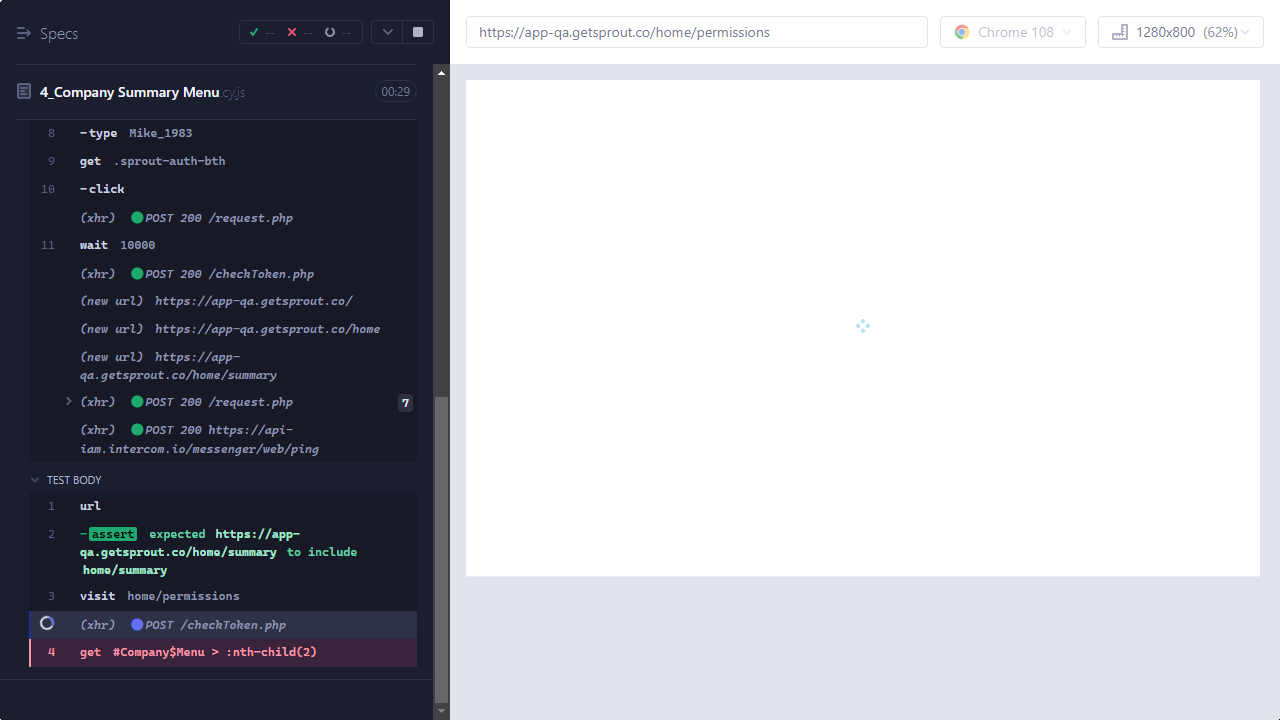 Specs
--
--
--
https://app-qa.getsprout.co/home/permissions
Chrome 108
1280x800 (62%)
4_Company Summary Menu.cy.js
00:29
8 -type Mike_1983
9 get .sprout-auth-bth
10 -click
(xhr) POST 200 /request.php
11 wait 10000
(xhr) POST 200 /checkToken.php
(new url) https://app-qa.getsprout.co/
(new url) https://app-qa.getsprout.co/home
(new url) https://app-
qa.getsprout.co/home/summary
(xhr) POST 200 /request.php 7
(xhr) POST 200 https://api-
iam.intercom.io/messenger/web/ping
TEST BODY
1 url
2 -assert expected https://app-
qa.getsprout.co/home/summary to include
home/summary
3 visit home/permissions
(xhr) POST /checkToken.php
4 get #Company$Menu > :nth-child(2)